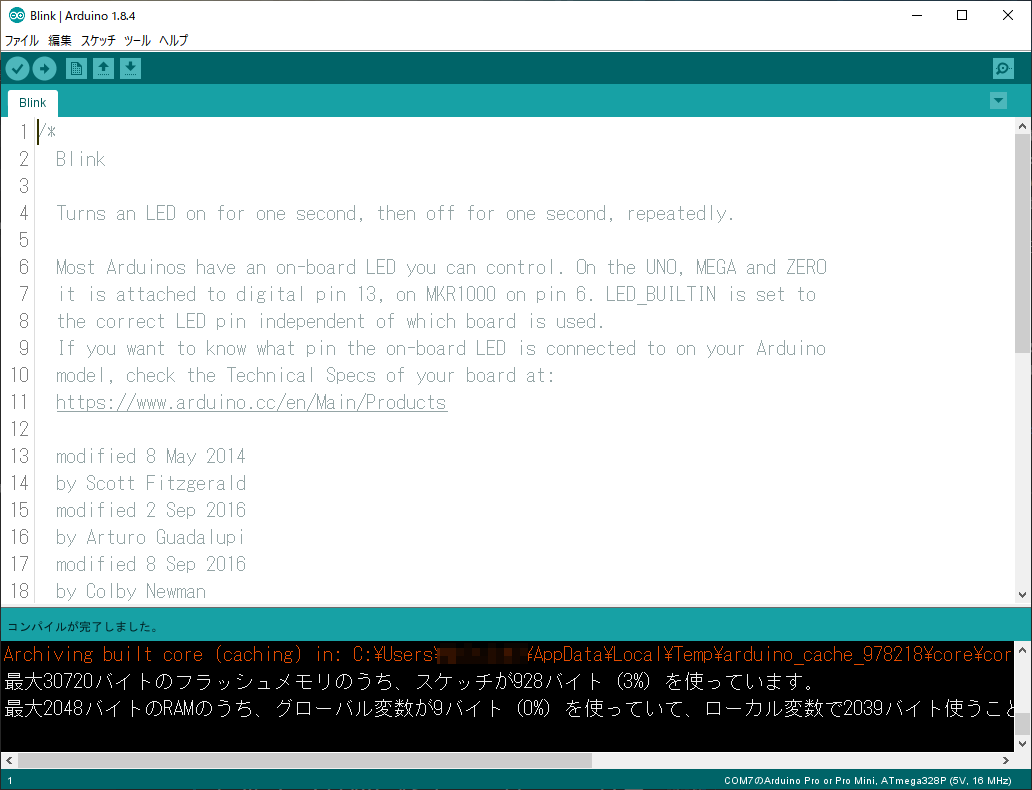 Blink | Arduino 1.8.4
ファイル 編集 スケッチ ツール ヘルプ
Blink
1 /*
2 Blink
3
4 Turns an LED on for one second, then off for one second, repeatedly.
5
6 Most Arduinos have an on-board LED you can control. On the UNO, MEGA and ZERO
7 it is attached to digital pin 13, on MKR1000 on pin 6. LED_BUILTIN is set to
8 the correct LED pin independent of which board is used.
9 If you want to know what pin the on-board LED is connected to on your Arduino
10 model, check the Technical Specs of your board at:
11 https://www.arduino.cc/en/Main/Products
12
13 modified 8 May 2014
14 by Scott Fitzgerald
15 modified 2 Sep 2016
16 by Arturo Guadalupi
17 modified 8 Sep 2016
18 by Colby Newman
コンパイルが完了しました。
Archiving built core (caching) in: C:¥Users¥ ¥AppData¥Local¥Temp¥arduino_cache_978218¥core¥cor
最大30720バイトのフラッシュメモリのうち、スケッチが928バイト (3%) を使っています。
最大2048バイトのRAMのうち、グローバル変数が9バイト (0%) を使っていて、ローカル変数で2039バイト使うこと
1
COM7のArduino Pro or Pro Mini, ATmega328P (5V, 16 MHz)